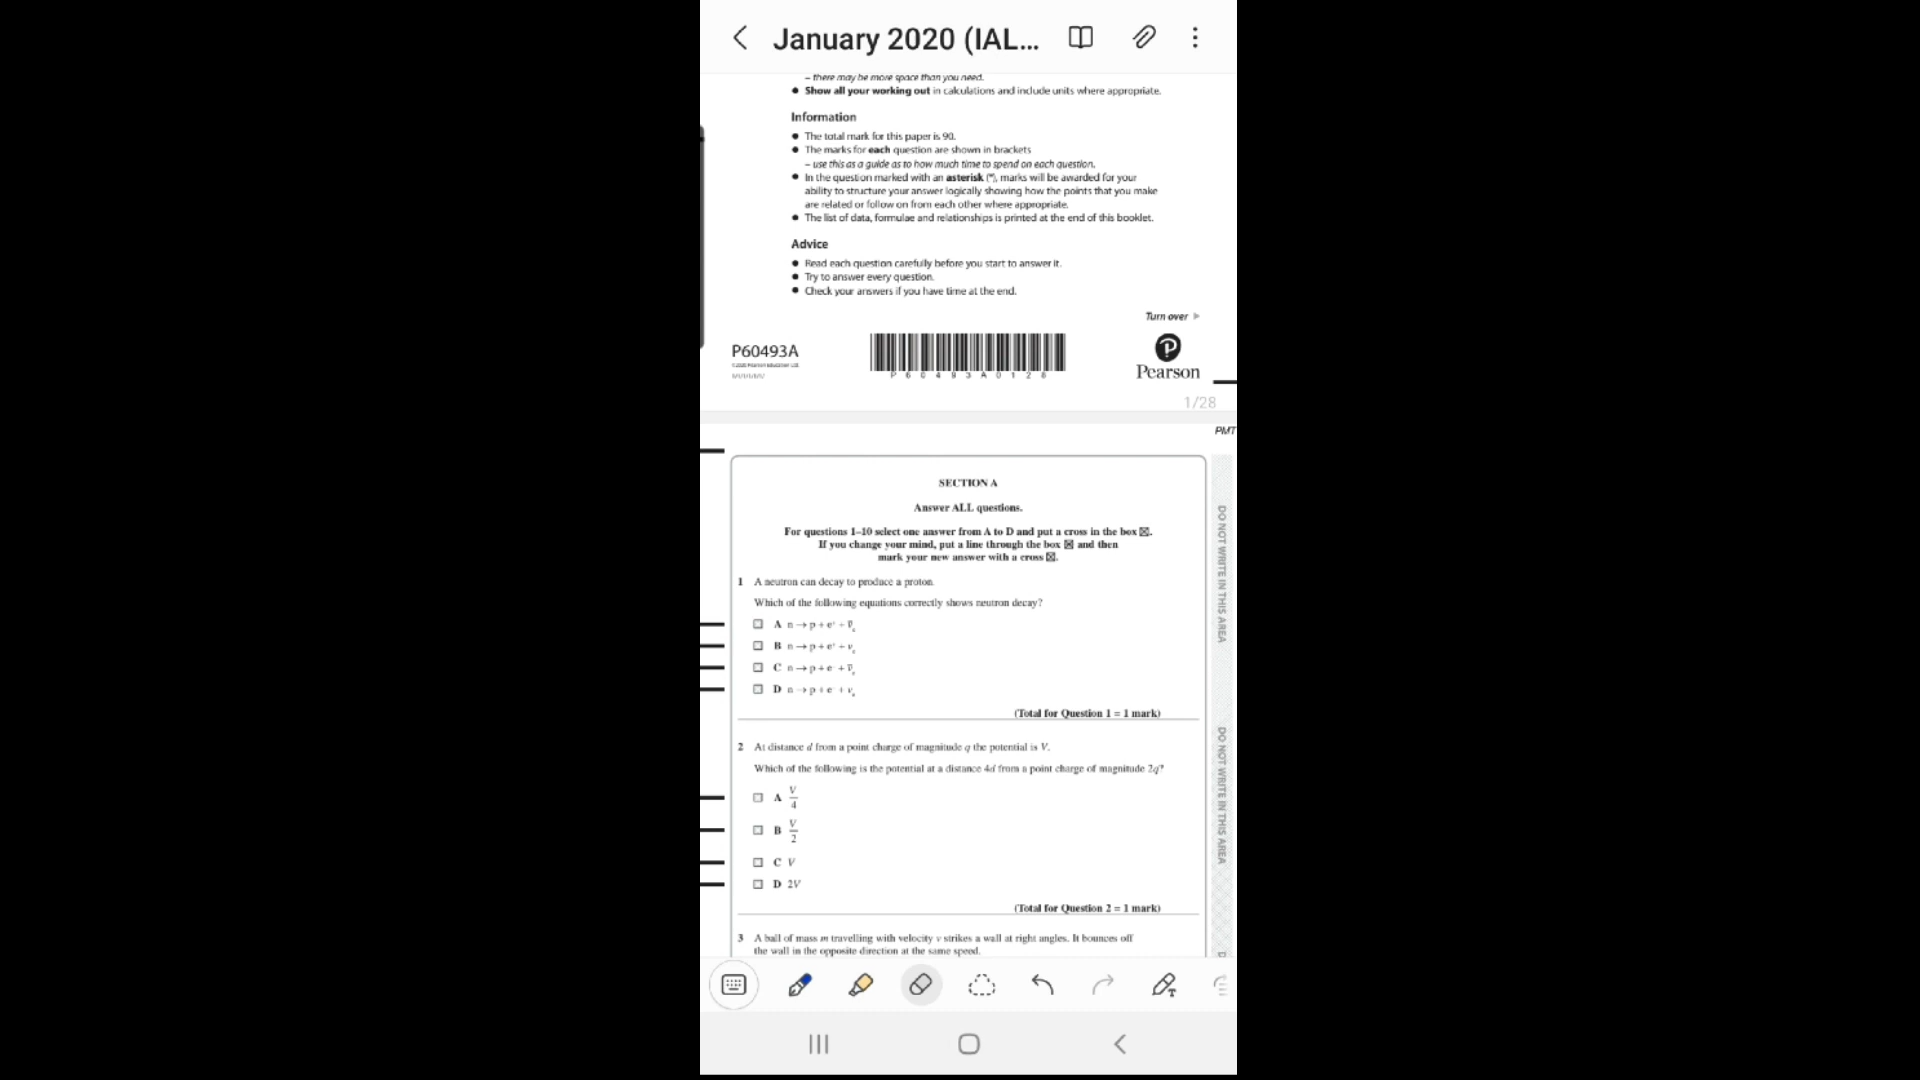 January 2020 (IAL...
– there may be more space than you need.
● Show all your working out in calculations and include units where appropriate.
Information
● The total mark for this paper is 90.
● The marks for each question are shown in brackets
– use this as a guide as to how much time to spend on each question.
● In the question marked with an asterisk (*), marks will be awarded for your
ability to structure your answer logically showing how the points that you make
are related or follow on from each other where appropriate.
● The list of data, formulae and relationships is printed at the end of this booklet.
Advice
● Read each question carefully before you start to answer it.
● Try to answer every question.
● Check your answers if you have time at the end.
Turn over
P60493A
©2020 Pearson Education Ltd.
P 6 0 4 9 3 A 0 1 2 8
Pearson
1/28
PMT
SECTION A
Answer ALL questions.
For questions 1–10 select one answer from A to D and put a cross in the box ☒.
If you change your mind, put a line through the box and then
mark your new answer with a cross ☒.
1 A neutron can decay to produce a proton.
Which of the following equations correctly shows neutron decay?
A n → p + e⁺ + ν̅ₑ
B n → p + e⁺ + νₑ
C n → p + e⁻ + ν̅ₑ
D n → p + e⁻ + νₑ
(Total for Question 1 = 1 mark)
2 At distance d from a point charge of magnitude q the potential is V.
Which of the following is the potential at a distance 4d from a point charge of magnitude 2q?
A V/4
B V/2
C V
D 2V
(Total for Question 2 = 1 mark)
3 A ball of mass m travelling with velocity v strikes a wall at right angles. It bounces off
the wall in the opposite direction at the same speed.
DO NOT WRITE IN THIS AREA
DO NOT WRITE IN THIS AREA
D